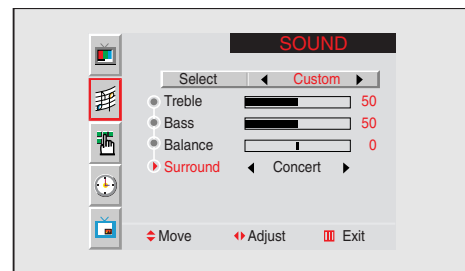 SOUND
Select Custom
Treble 50
Bass 50
Balance 0
Surround Concert
Move Adjust Exit